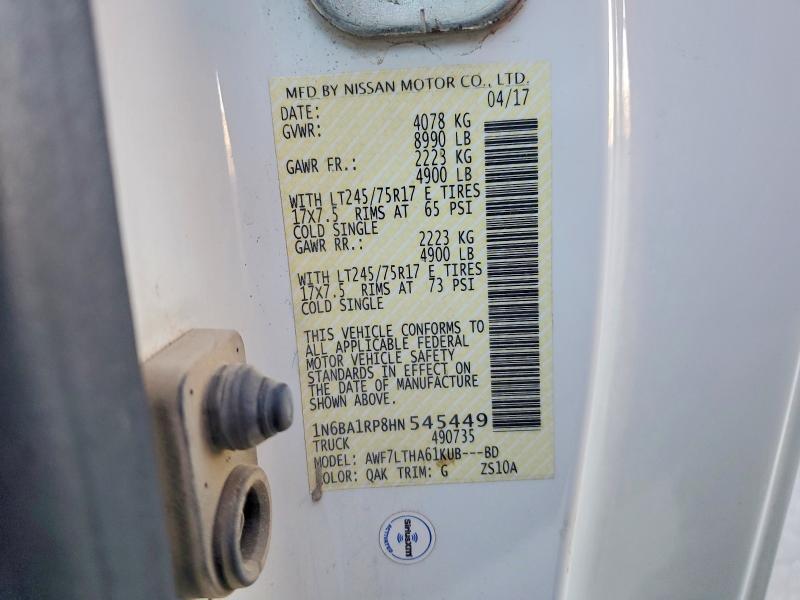 MFD BY NISSAN MOTOR CO., LTD.
DATE: 04/17
GVWR: 4078 KG
8990 LB
GAWR FR.: 2223 KG
4900 LB
WITH LT245/75R17 E TIRES
17X7.5 RIMS AT 65 PSI
COLD SINGLE
GAWR RR.: 2223 KG
4900 LB
WITH LT245/75R17 E TIRES
17X7.5 RIMS AT 73 PSI
COLD SINGLE
THIS VEHICLE CONFORMS TO
ALL APPLICABLE FEDERAL
MOTOR VEHICLE SAFETY
STANDARDS IN EFFECT ON
THE DATE OF MANUFACTURE
SHOWN ABOVE.
1N6BA1RP8HN 545449
TRUCK 490735
MODEL: AWF7LTHA61KUB---BD
COLOR: QAK TRIM: G ZS10A
SiriusXM